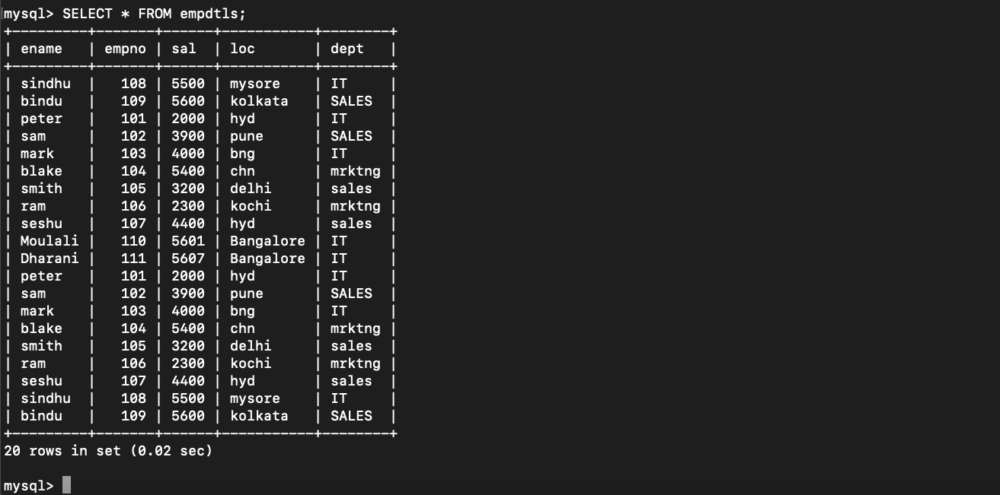 mysql> SELECT * FROM empdtls;
+---------+-------+------+-----------+--------+
| ename   | empno | sal  | loc       | dept   |
+---------+-------+------+-----------+--------+
| sindhu  |   108 | 5500 | mysore    | IT     |
| bindu   |   109 | 5600 | kolkata   | SALES  |
| peter   |   101 | 2000 | hyd       | IT     |
| sam     |   102 | 3900 | pune      | SALES  |
| mark    |   103 | 4000 | bng       | IT     |
| blake   |   104 | 5400 | chn       | mrktng |
| smith   |   105 | 3200 | delhi     | sales  |
| ram     |   106 | 2300 | kochi     | mrktng |
| seshu   |   107 | 4400 | hyd       | sales  |
| Moulali |   110 | 5601 | Bangalore | IT     |
| Dharani |   111 | 5607 | Bangalore | IT     |
| peter   |   101 | 2000 | hyd       | IT     |
| sam     |   102 | 3900 | pune      | SALES  |
| mark    |   103 | 4000 | bng       | IT     |
| blake   |   104 | 5400 | chn       | mrktng |
| smith   |   105 | 3200 | delhi     | sales  |
| ram     |   106 | 2300 | kochi     | mrktng |
| seshu   |   107 | 4400 | hyd       | sales  |
| sindhu  |   108 | 5500 | mysore    | IT     |
| bindu   |   109 | 5600 | kolkata   | SALES  |
+---------+-------+------+-----------+--------+
20 rows in set (0.02 sec)
mysql>